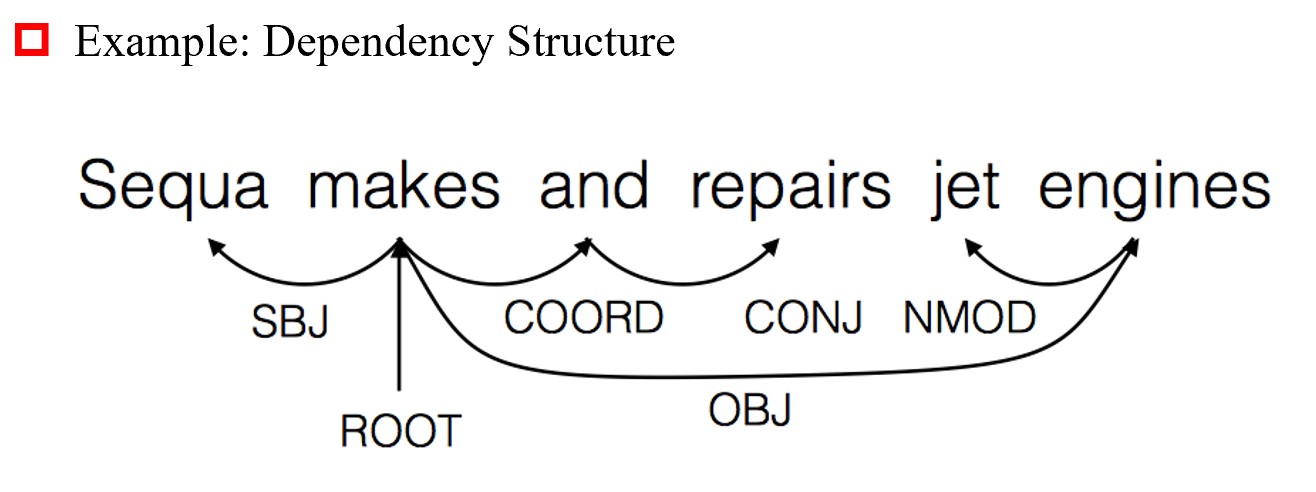 Example: Dependency Structure
Sequa makes and repairs jet engines
SBJ COORD CONJ NMOD
OBJ
ROOT